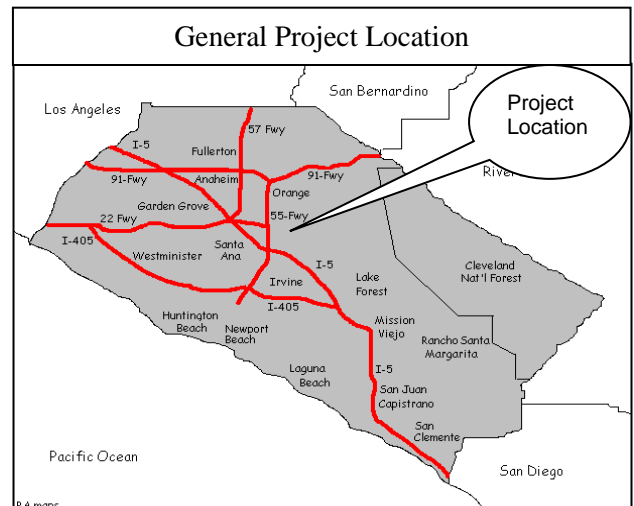 General Project Location
San Bernardino
Los Angeles
Project
Location
57 Fwy
I-5
Fullerton
River
91-Fwy
Anaheim
91-Fwy
Orange
Garden Grove
22 Fwy
55-Fwy
I-405
Santa
Ana
Westminister
I-5
Irvine
Lake
Forest
Cleveland
Nat'l Forest
I-405
Huntington
Beach
Newport
Beach
Mission
Viejo
Rancho Santa
Margarita
Laguna
Beach
I-5
San Juan
Capistrano
San
Clemente
Pacific Ocean
San Diego